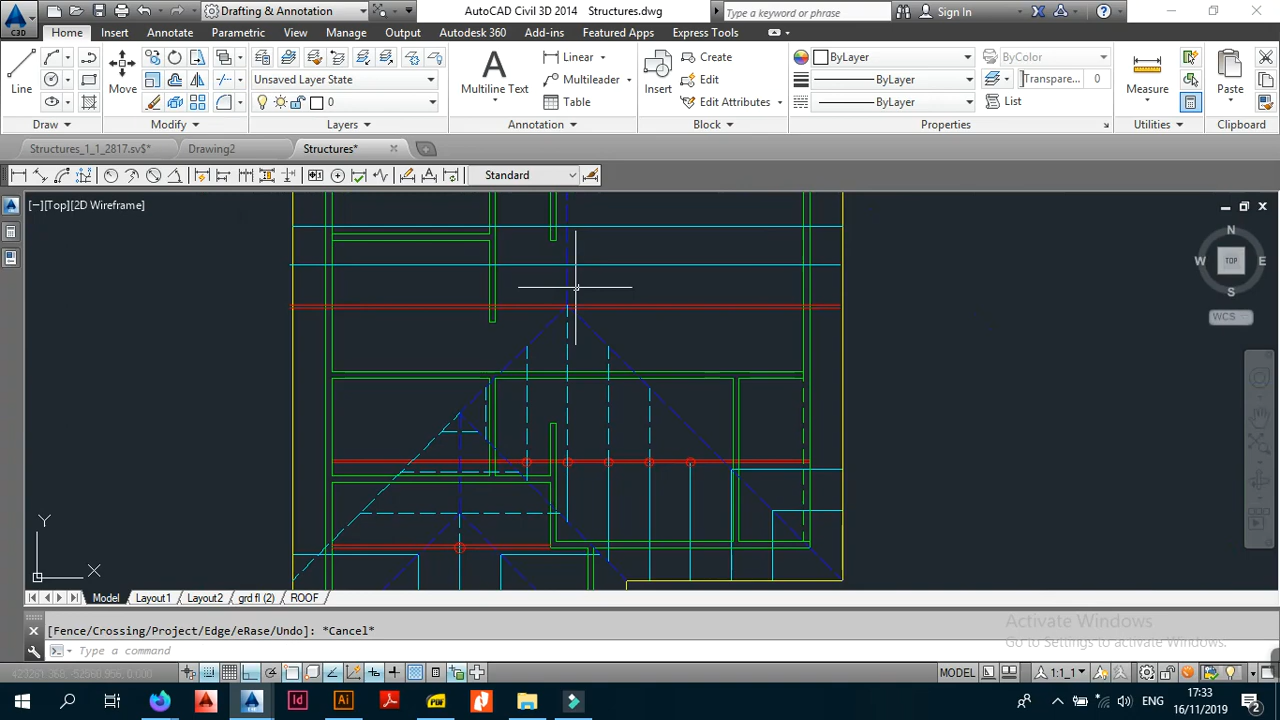 Drafting & Annotation
AutoCAD Civil 3D 2014 Structures.dwg
Type a keyword or phrase
Sign In
C3D
Home Insert Annotate Parametric View Manage Output Autodesk 360 Add-ins Featured Apps Express Tools
Line
Move
Unsaved Layer State
0
Multiline Text
Linear
Multileader
Table
Insert
Create
Edit
Edit Attributes
ByLayer
ByLayer
ByLayer
ByColor
Transpare... 0
List
Measure
Paste
Draw
Modify
Layers
Annotation
Block
Properties
Utilities
Clipboard
Structures_1_1_2817.sv$*
Drawing2
Structures*
Standard
[−][Top][2D Wireframe]
N
W TOP E
S
WCS
Y
X
Model Layout1 Layout2 grd fl (2) ROOF
[Fence/Crossing/Project/Edge/eRase/Undo]: *Cancel*
Type a command
Activate Windows
Go to Settings to activate Windows.
MODEL
1:1_1
ENG
17:33
16/11/2019
2